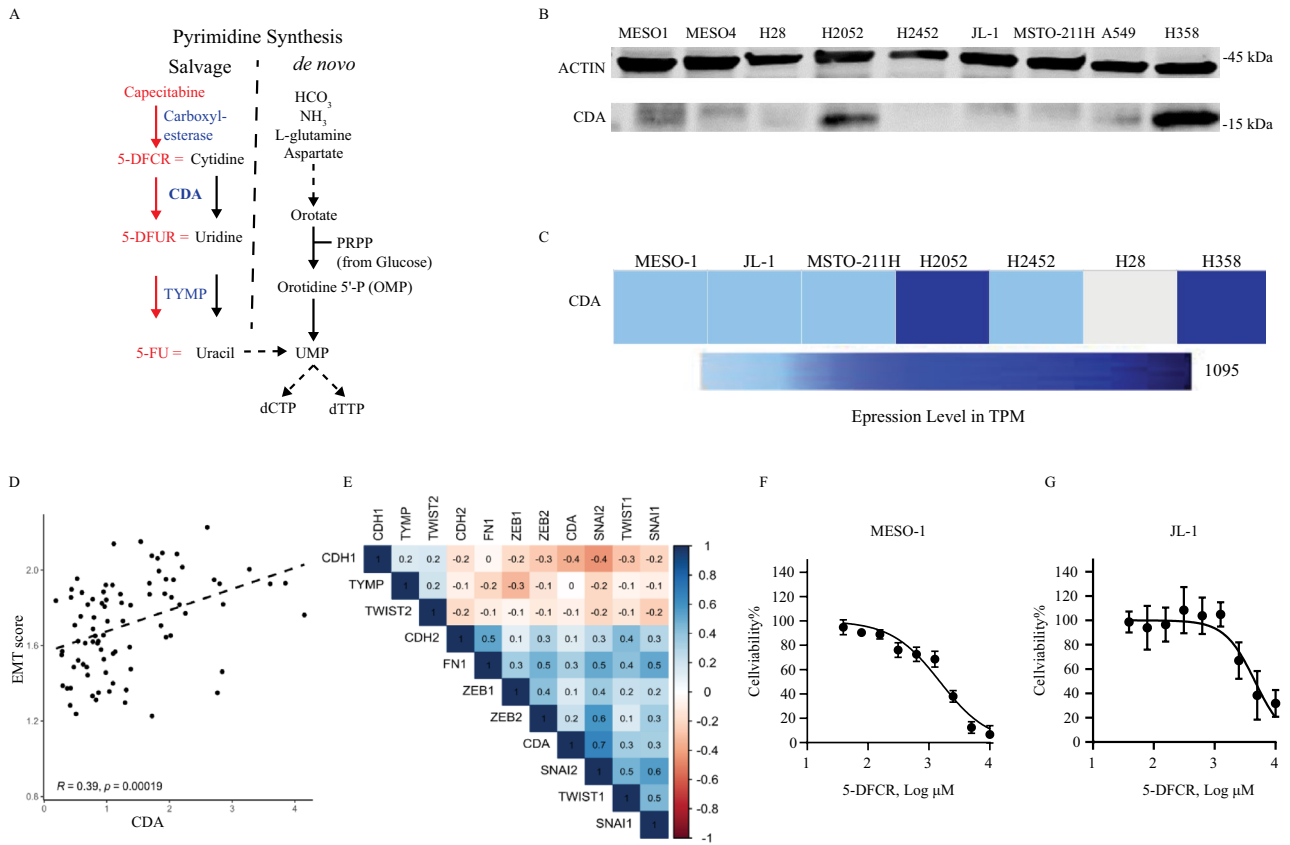 A
Pyrimidine Synthesis
Salvage
de novo
Capecitabine
Carboxyl-
esterase
5-DFCR = Cytidine
CDA
5-DFUR = Uridine
TYMP
5-FU = Uracil
HCO3
NH3
L-glutamine
Aspartate
Orotate
PRPP
(from Glucose)
Orotidine 5'-P (OMP)
UMP
dCTP dTTP
B
MESO1 MESO4 H28 H2052 H2452 JL-1 MSTO-211H A549 H358
ACTIN -45 kDa
CDA -15 kDa
C
MESO-1 JL-1 MSTO-211H H2052 H2452 H28 H358
CDA
1095
Epression Level in TPM
D
EMT score
2.0
1.6
1.2
0.8
R = 0.39, p = 0.00019
0 1 2 3 4
CDA
E
CDH1 TYMP TWIST2 CDH2 FN1 ZEB1 ZEB2 CDA SNAI2 TWIST1 SNAI1
CDH1 1 0.2 0.2 -0.2 0 -0.2 -0.3 -0.4 -0.4 -0.3 -0.2
TYMP 1 0.2 -0.1 -0.2 -0.3 -0.1 0 -0.2 -0.1 -0.1
TWIST2 1 -0.2 -0.1 -0.1 -0.1 -0.1 -0.2 -0.1 -0.2
CDH2 1 0.5 0.1 0.3 0.1 0.3 0.4 0.3
FN1 1 0.3 0.5 0.3 0.5 0.4 0.5
ZEB1 1 0.4 0.1 0.4 0.2 0.2
ZEB2 1 0.2 0.6 0.1 0.3
CDA 1 0.7 0.3 0.3
SNAI2 1 0.5 0.6
TWIST1 1 0.5
SNAI1 1
1
0.8
0.6
0.4
0.2
0
-0.2
-0.4
-0.6
-0.8
-1
F
MESO-1
Cellviability%
140
120
100
80
60
40
20
0
1 2 3 4
5-DFCR, Log μM
G
JL-1
Cellviability%
140
120
100
80
60
40
20
0
1 2 3 4
5-DFCR, Log μM